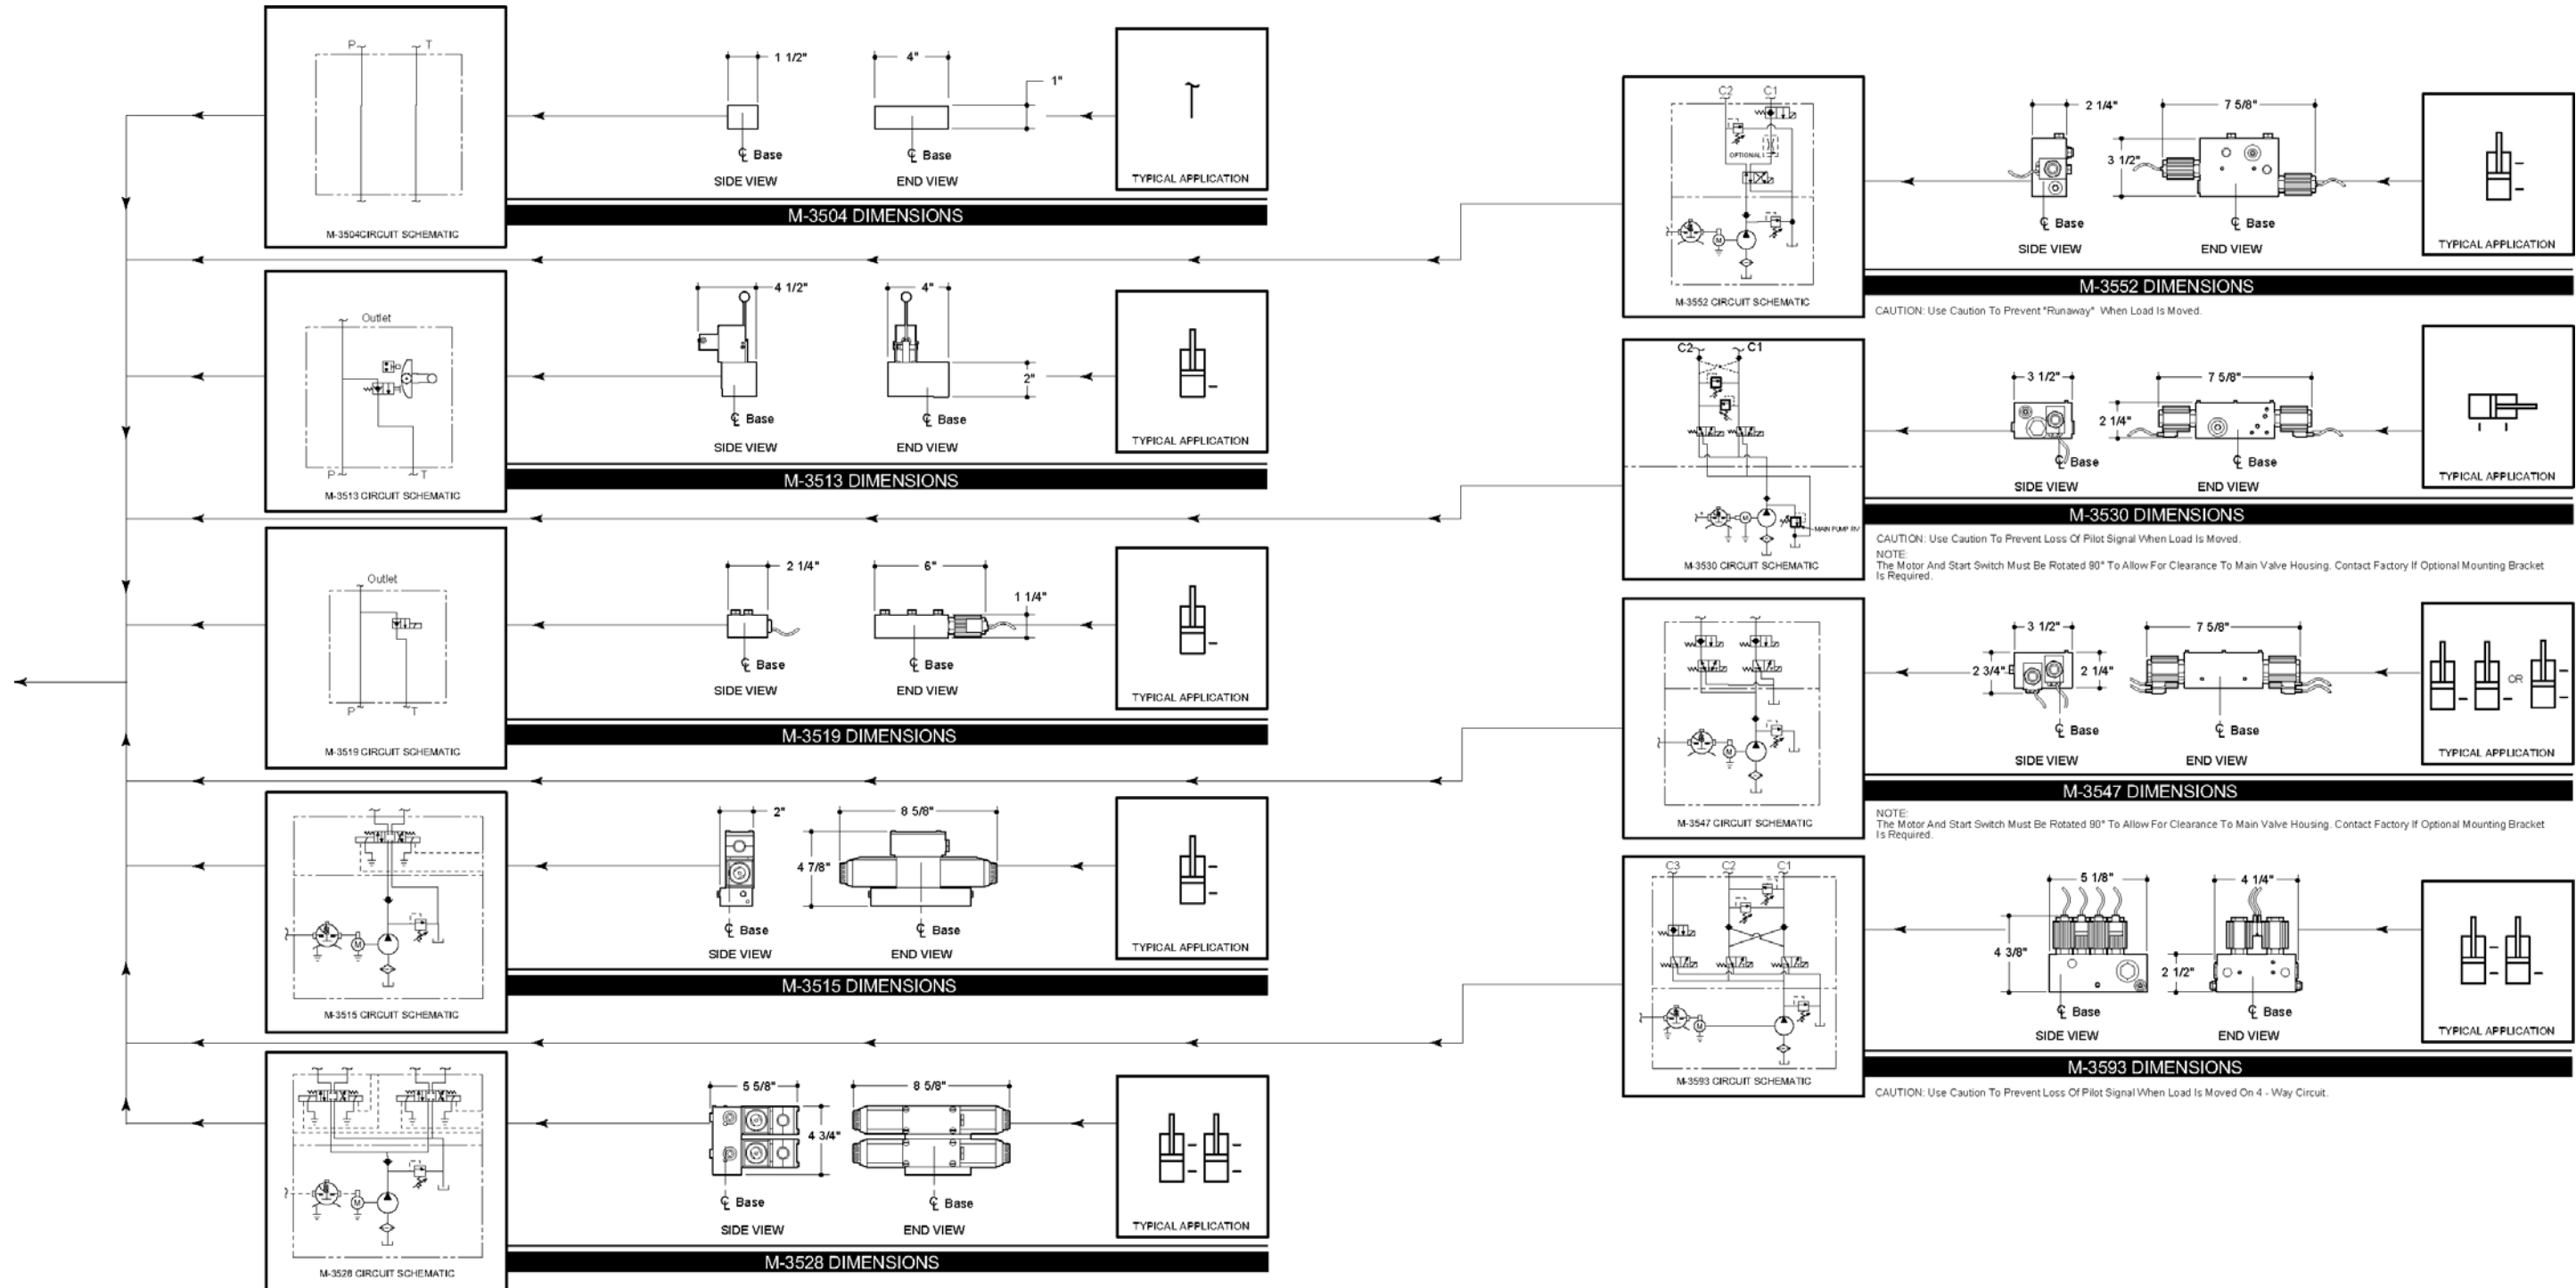 P T
M-3504CIRCUIT SCHEMATIC
1 1/2"
4"
1"
℄ Base
℄ Base
SIDE VIEW
END VIEW
TYPICAL APPLICATION
M-3504 DIMENSIONS
Outlet
P T
M-3513 CIRCUIT SCHEMATIC
4 1/2"
4"
2"
℄ Base
℄ Base
SIDE VIEW
END VIEW
TYPICAL APPLICATION
M-3513 DIMENSIONS
Outlet
P T
M-3519 CIRCUIT SCHEMATIC
2 1/4"
6"
1 1/4"
℄ Base
℄ Base
SIDE VIEW
END VIEW
TYPICAL APPLICATION
M-3519 DIMENSIONS
M
M-3515 CIRCUIT SCHEMATIC
2"
8 5/8"
4 7/8"
℄ Base
℄ Base
SIDE VIEW
END VIEW
TYPICAL APPLICATION
M-3515 DIMENSIONS
M
M-3528 CIRCUIT SCHEMATIC
5 5/8"
8 5/8"
4 3/4"
℄ Base
℄ Base
SIDE VIEW
END VIEW
TYPICAL APPLICATION
M-3528 DIMENSIONS
C2 C1
OPTIONAL
M
M-3552 CIRCUIT SCHEMATIC
2 1/4"
7 5/8"
3 1/2"
℄ Base
℄ Base
SIDE VIEW
END VIEW
TYPICAL APPLICATION
M-3552 DIMENSIONS
CAUTION: Use Caution To Prevent "Runaway" When Load Is Moved.
C2 C1
M
MAIN PUMP RV
M-3530 CIRCUIT SCHEMATIC
3 1/2"
7 5/8"
2 1/4"
℄ Base
℄ Base
SIDE VIEW
END VIEW
TYPICAL APPLICATION
M-3530 DIMENSIONS
CAUTION: Use Caution To Prevent Loss Of Pilot Signal When Load Is Moved.
NOTE:
The Motor And Start Switch Must Be Rotated 90° To Allow For Clearance To Main Valve Housing. Contact Factory If Optional Mounting Bracket
Is Required.
M
M-3547 CIRCUIT SCHEMATIC
3 1/2"
7 5/8"
2 3/4"
2 1/4"
℄ Base
℄ Base
SIDE VIEW
END VIEW
OR
TYPICAL APPLICATION
M-3547 DIMENSIONS
NOTE:
The Motor And Start Switch Must Be Rotated 90° To Allow For Clearance To Main Valve Housing. Contact Factory If Optional Mounting Bracket
Is Required.
C3 C2 C1
M
M-3593 CIRCUIT SCHEMATIC
5 1/8"
4 1/4"
4 3/8"
2 1/2"
℄ Base
℄ Base
SIDE VIEW
END VIEW
TYPICAL APPLICATION
M-3593 DIMENSIONS
CAUTION: Use Caution To Prevent Loss Of Pilot Signal When Load Is Moved On 4 - Way Circuit.